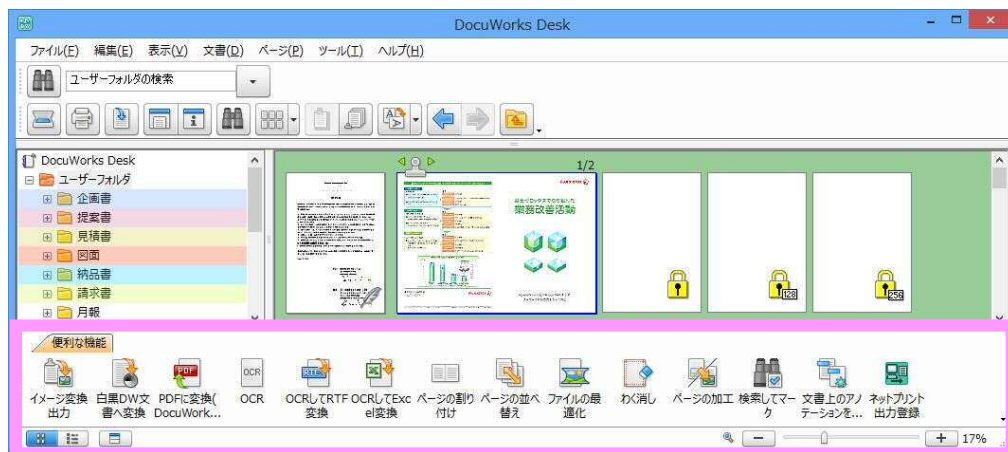 DocuWorks Desk
ファイル(F) 編集(E) 表示(V) 文書(D) ページ(P) ツール(T) ヘルプ(H)
ユーザーフォルダの検索
DocuWorks Desk
ユーザーフォルダ
企画書
提案書
見積書
図面
納品書
請求書
月報
1/2
業務改善活動
128
256
便利な機能
イメージ変換
出力
白黒DW文
書へ変換
PDFに変換(
DocuWork...
OCR
OCR
OCRしてRTF
変換
OCRしてExc
el変換
ページの割り
付け
ページの並べ
替え
ファイルの最
適化
わく消し
ページの加工
検索してマー
ク
文書上のアノ
テーションを...
ネットプリント
出力登録
17%